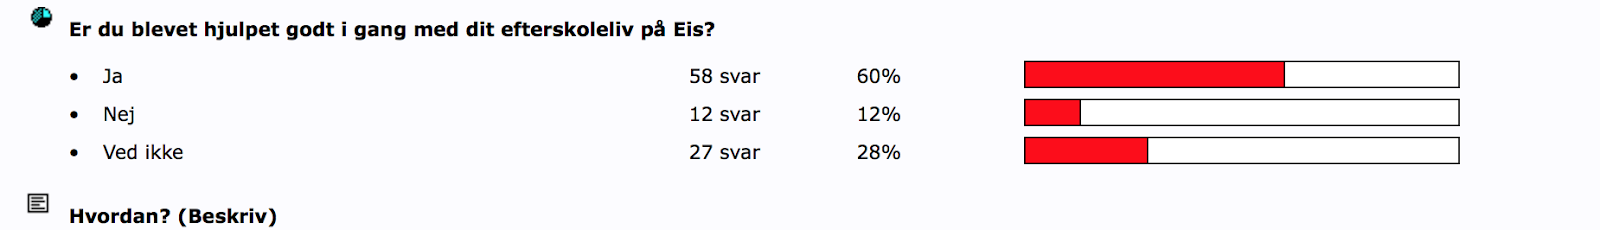 Er du blevet hjulpet godt i gang med dit efterskoleliv på Eis?
• Ja 58 svar 60%
• Nej 12 svar 12%
• Ved ikke 27 svar 28%
Hvordan? (Beskriv)